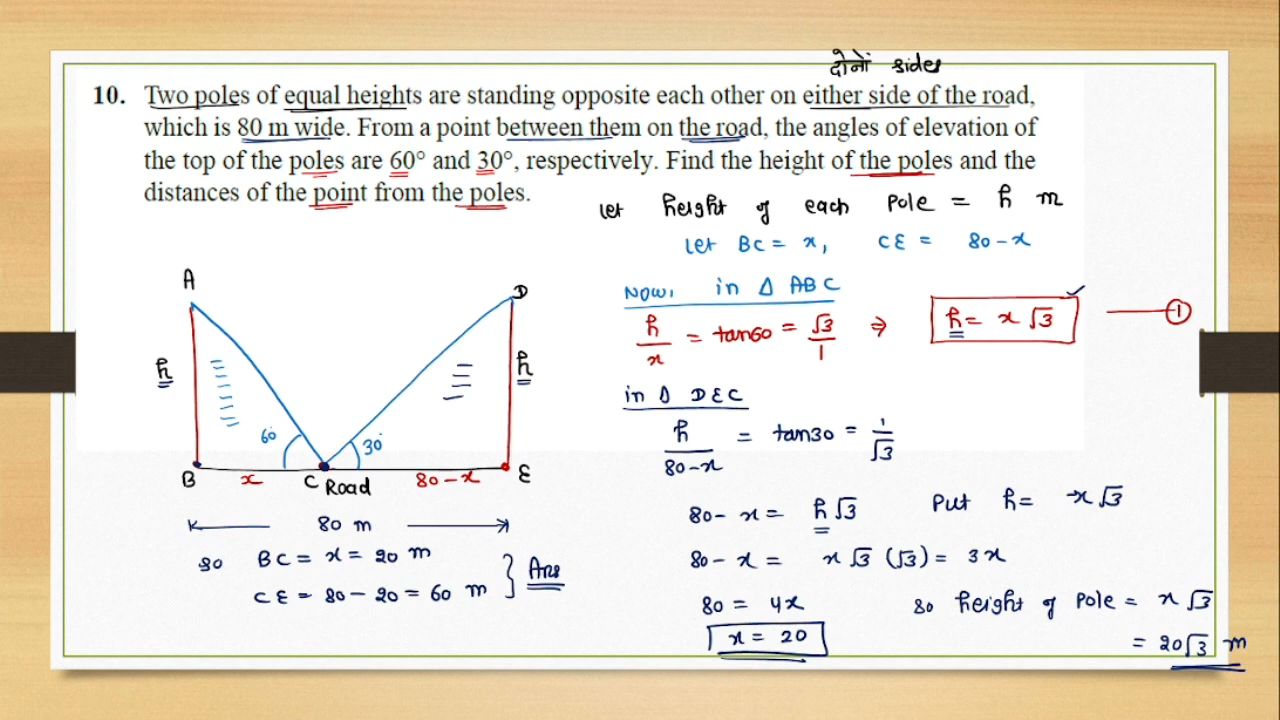 दोनों sides
10. Two poles of equal heights are standing opposite each other on either side of the road,
which is 80 m wide. From a point between them on the road, the angles of elevation of
the top of the poles are 60° and 30°, respectively. Find the height of the poles and the
distances of the point from the poles.
Let height of each Pole = h m
Let BC = x, CE = 80-x
Now, in Δ ABC
h/x = tan60 = √3/1 ⇒ h = x√3 ①
in Δ DEC
h/80-x = tan30 = 1/√3
80-x = h√3 Put h = x√3
80-x = x√3 (√3) = 3x
80 = 4x
x = 20
So height of Pole = x√3
= 20√3 m
A
D
h
h
60°
30°
B x C Road 80-x E
80 m
So BC = x = 20 m
CE = 80-20 = 60 m } Ans